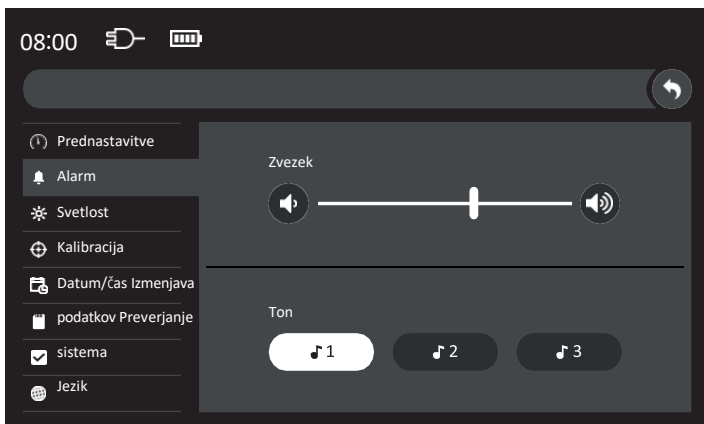 08:00
Prednastavitve
Alarm
Svetlost
Kalibracija
Datum/čas Izmenjava
podatkov Preverjanje
sistema
Jezik
Zvezek
Ton
1
2
3